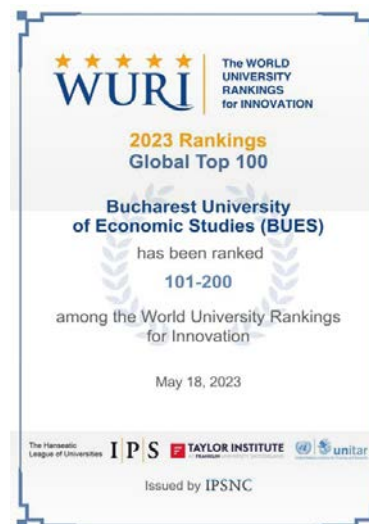 WURI
The WORLD
UNIVERSITY
RANKINGS
for INNOVATION
2023 Rankings
Global Top 100
Bucharest University
of Economic Studies (BUES)
has been ranked
101-200
among the World University Rankings
for Innovation
May 18, 2023
The Hanseatic
League of Universities
IPS
TAYLOR INSTITUTE
unitar
Issued by IPSNC